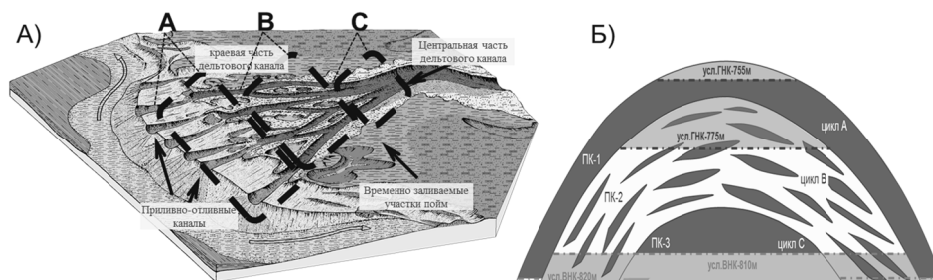 А)
A
B
C
краевая часть
дельтового канала
Центральная часть
дельтового канала
Приливно-отливные
каналы
Временно заливаемые
участки пойм
Б)
усл.ГНК-755м
цикл А
усл.ГНК-775м
ПК-1
цикл В
ПК-2
ПК-3
цикл С
усл.ВНК-820м
усл.ВНК-810м